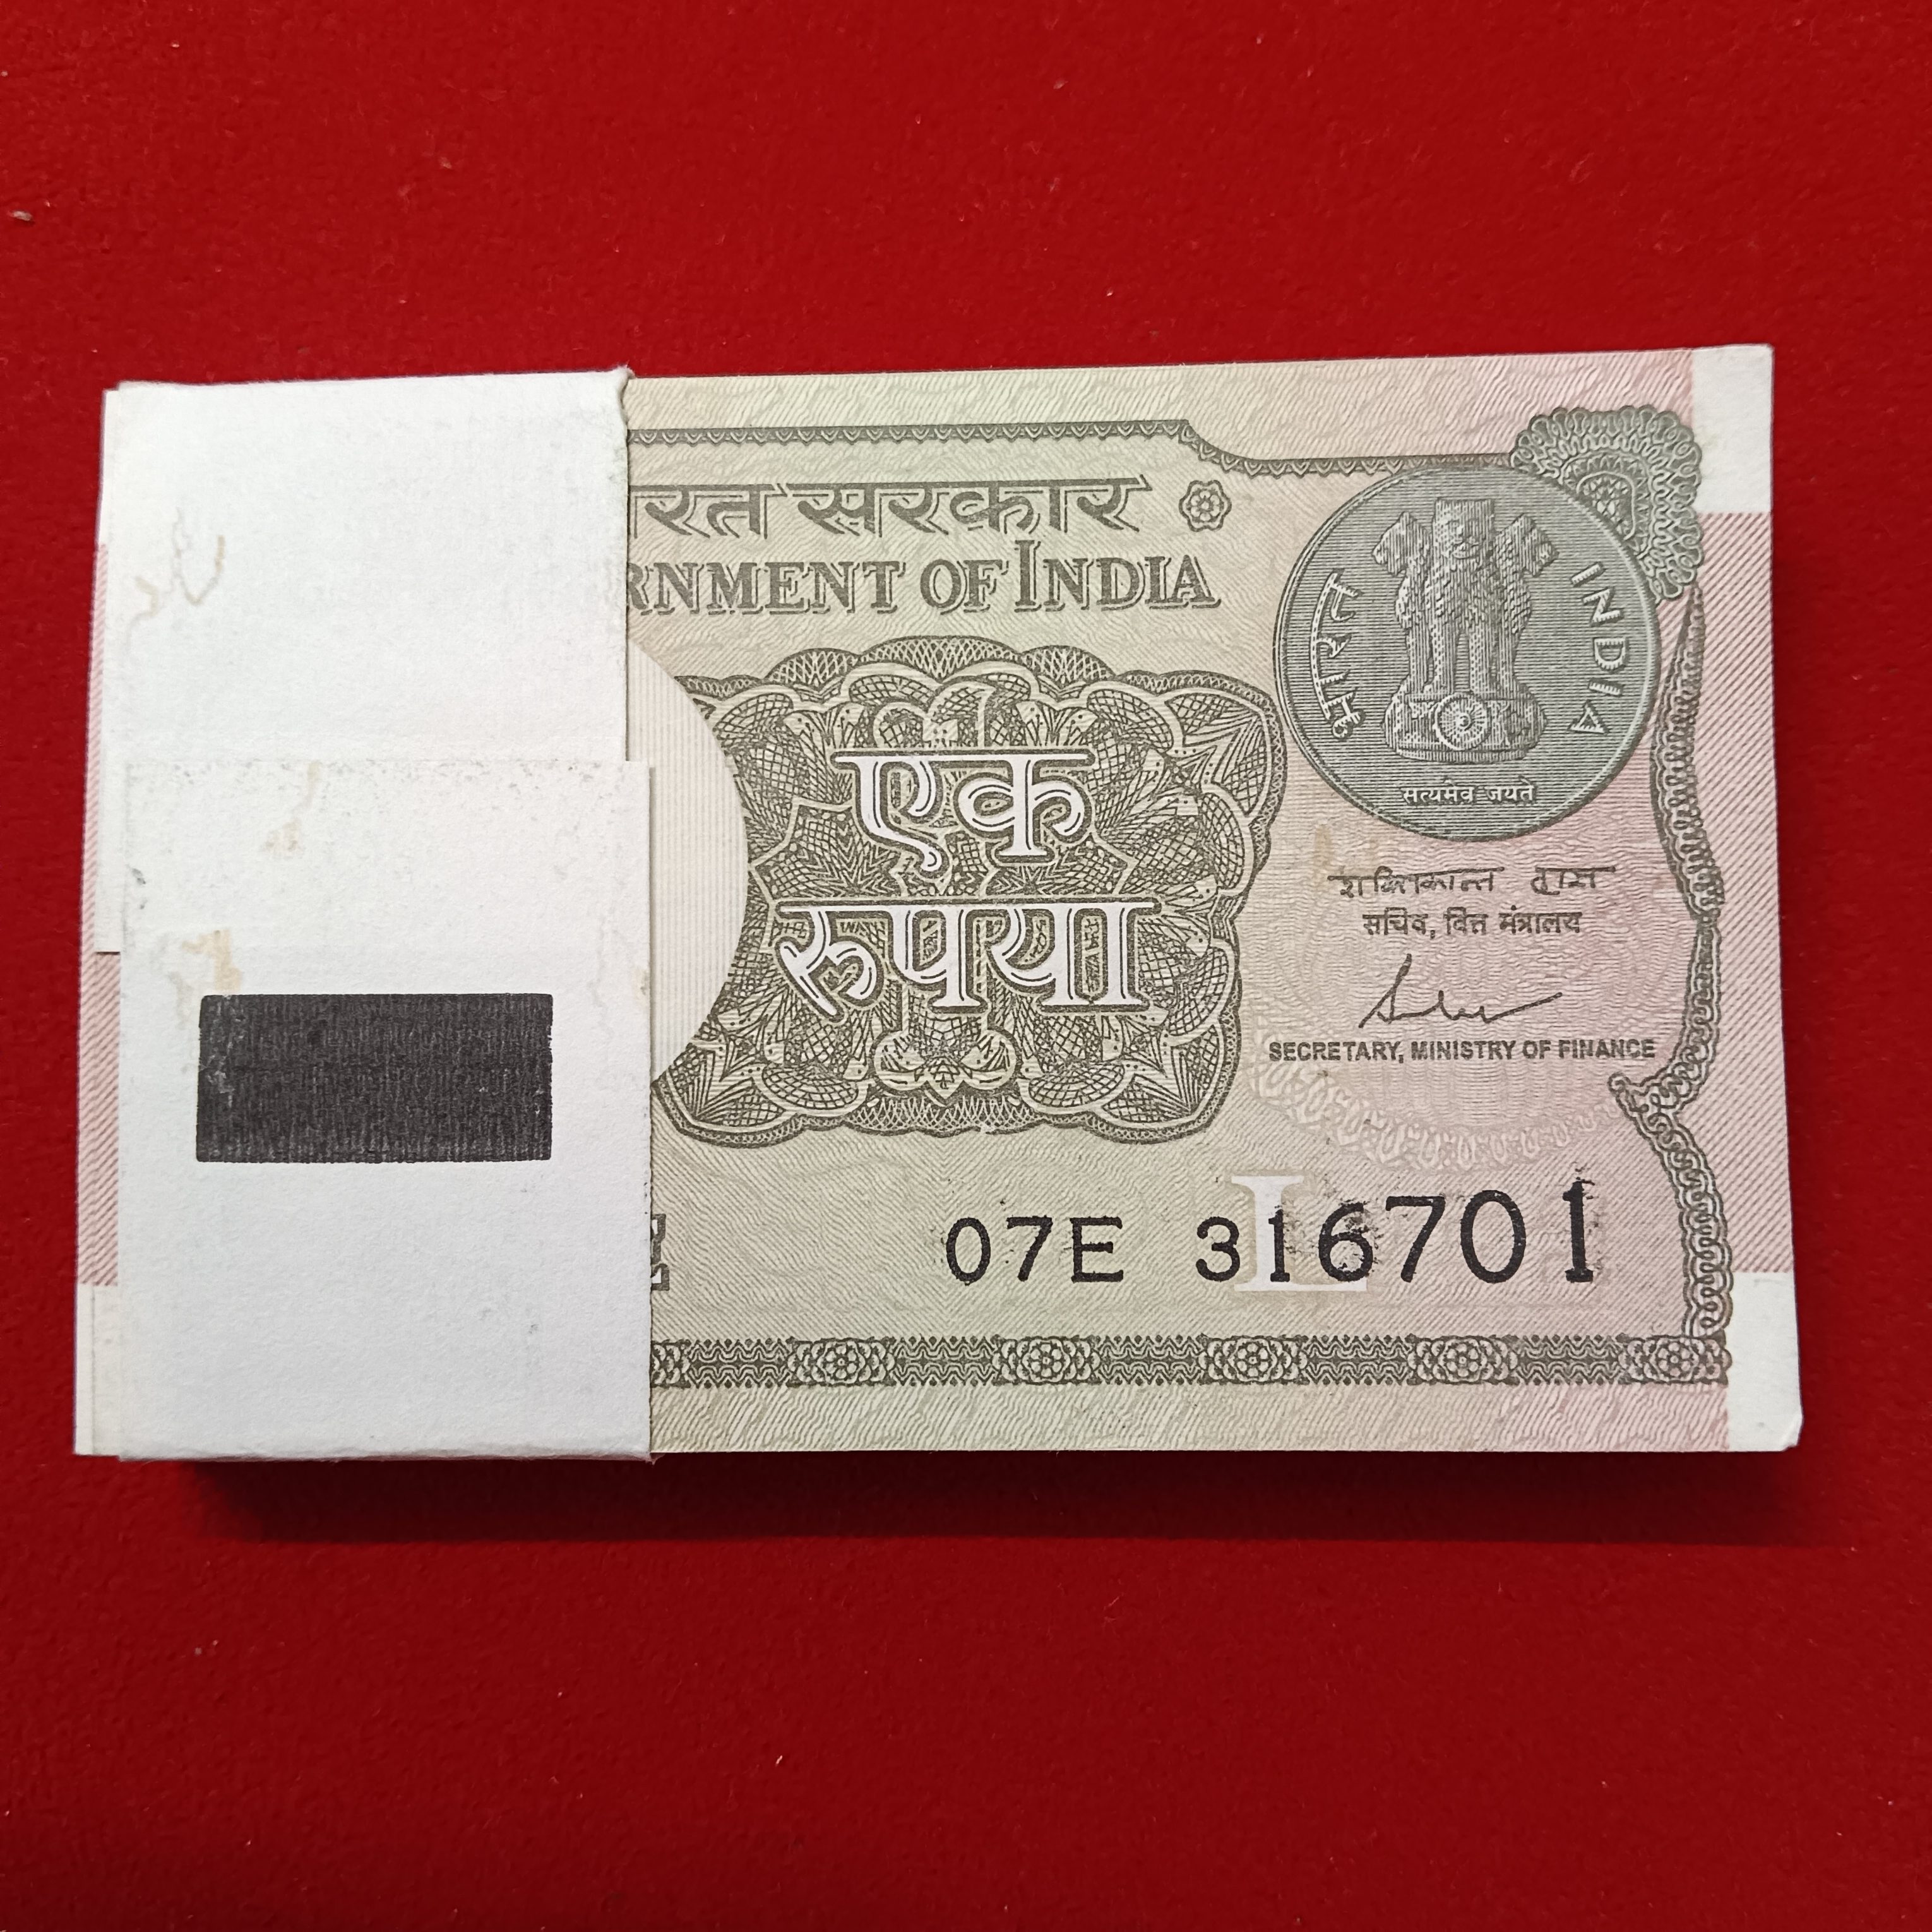 रत सरकार
RNMENT OF INDIA
भारत
INDIA
सत्यमेव जयते
एक
रुपया
शक्तिकान्त दास
सचिव, वित्त मंत्रालय
SECRETARY, MINISTRY OF FINANCE
L
07E 316701